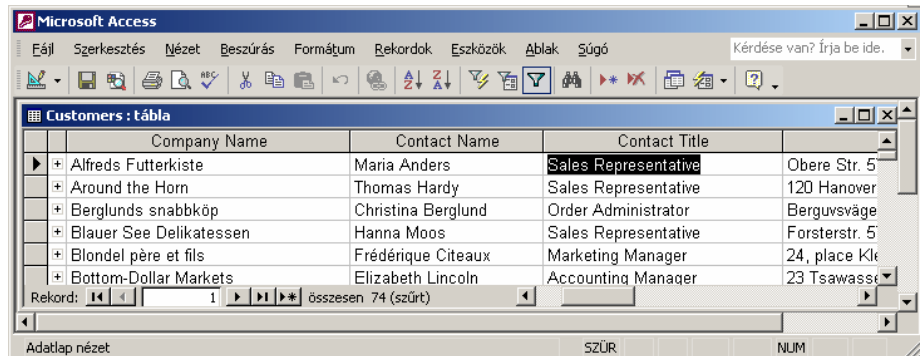 Microsoft Access
Fájl Szerkesztés Nézet Beszúrás Formátum Rekordok Eszközök Ablak Súgó Kérdése van? Írja be ide.
Customers : tábla
Company Name Contact Name Contact Title
Alfreds Futterkiste Maria Anders Sales Representative Obere Str. 57
Around the Horn Thomas Hardy Sales Representative 120 Hanover
Berglunds snabbköp Christina Berglund Order Administrator Berguvsväge
Blauer See Delikatessen Hanna Moos Sales Representative Forsterstr. 57
Blondel père et fils Frédérique Citeaux Marketing Manager 24, place Klé
Bottom-Dollar Markets Elizabeth Lincoln Accounting Manager 23 Tsawasse
Rekord: 1 összesen 74 (szűrt)
Adatlap nézet SZŰR NUM